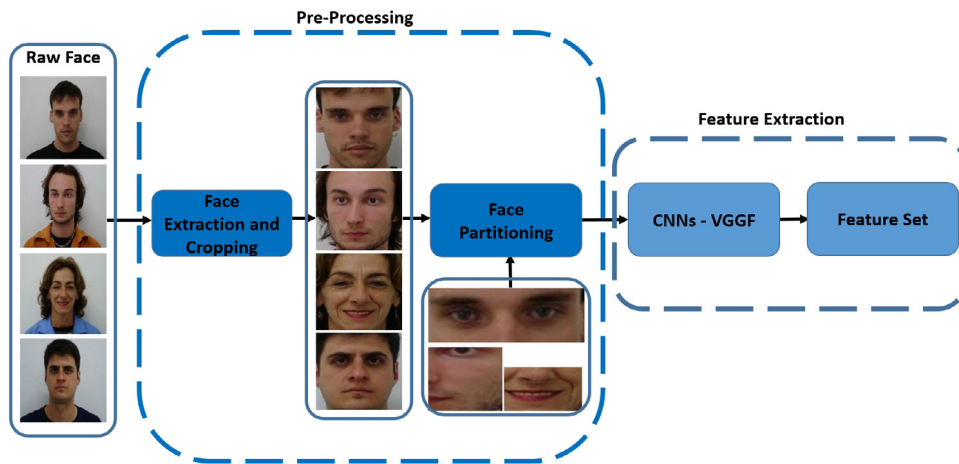 Pre-Processing
Raw Face
Feature Extraction
Face
Extraction and
Cropping
Face
Partitioning
CNNs - VGGF
Feature Set